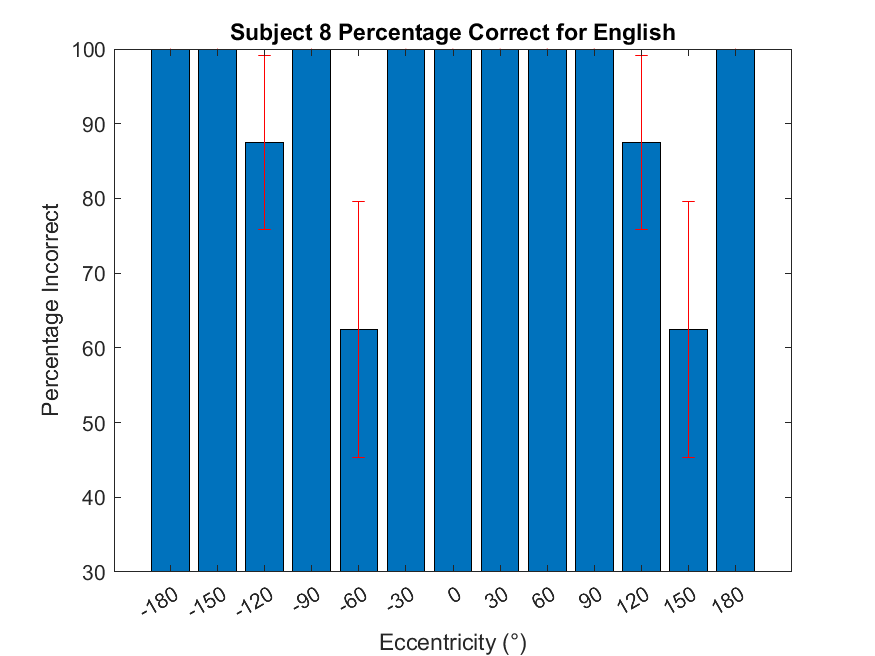 Subject 8 Percentage Correct for English
100
90
80
70
60
50
40
30
Percentage Incorrect
-180 -150 -120 -90 -60 -30 0 30 60 90 120 150 180
Eccentricity (°)